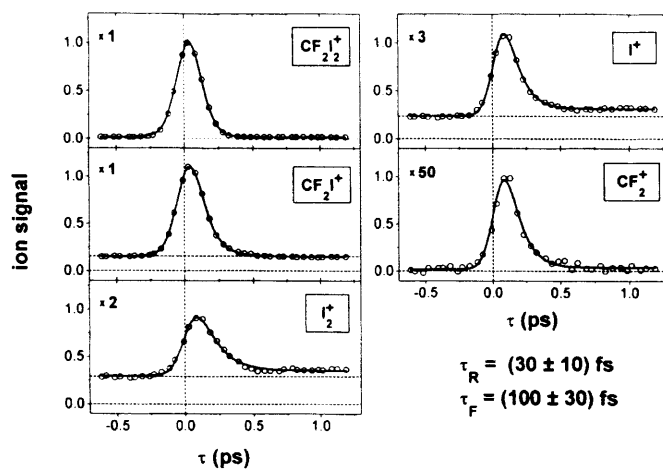 ion signal
x 1
CF₂I₂⁺
1.0
0.5
0.0
x 1
CF₂I⁺
1.0
0.5
0.0
x 2
I₂⁺
1.0
0.5
0.0
-0.5 0.0 0.5 1.0
τ (ps)
x 3
I⁺
1.0
0.5
0.0
x 50
CF₂⁺
1.0
0.5
0.0
-0.5 0.0 0.5 1.0
τ (ps)
τR = (30 ± 10) fs
τF = (100 ± 30) fs